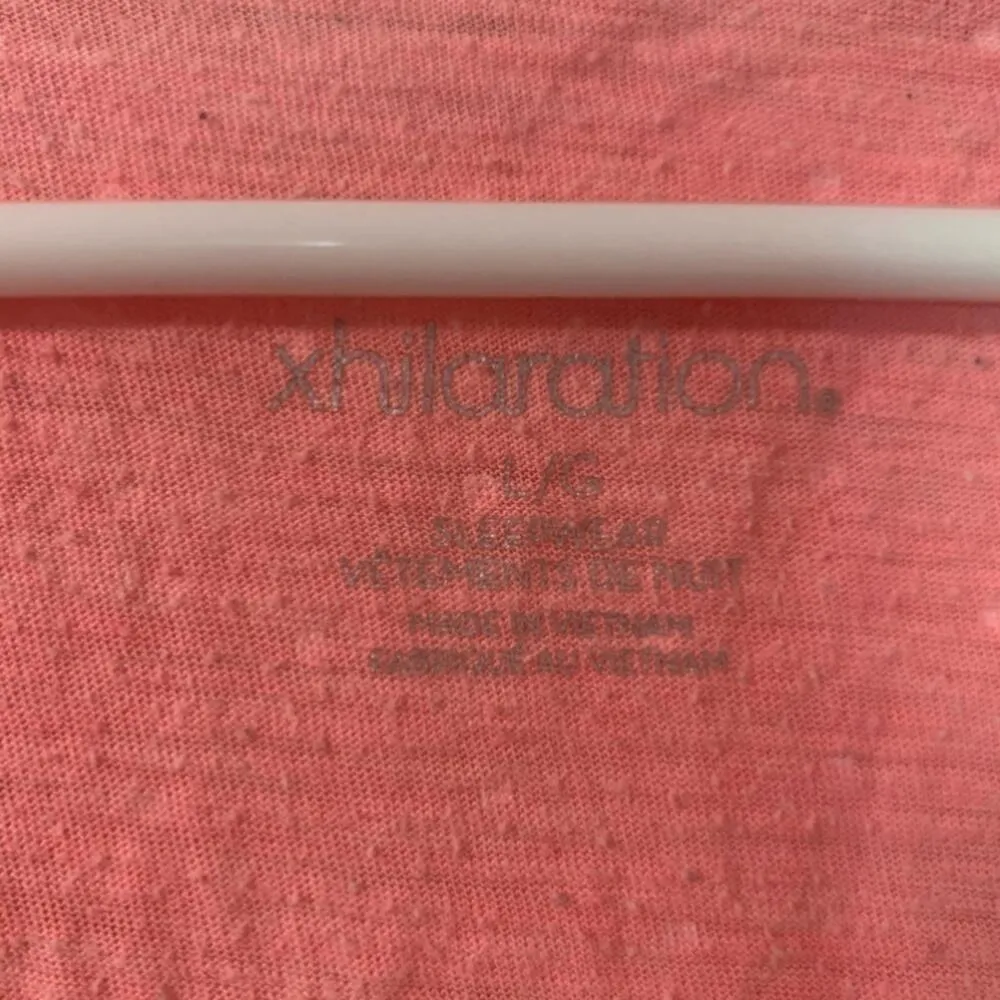 xhilaration®
L/G
SLEEPWEAR
VÊTEMENTS DE NUIT
MADE IN VIETNAM
FABRIQUÉ AU VIETNAM